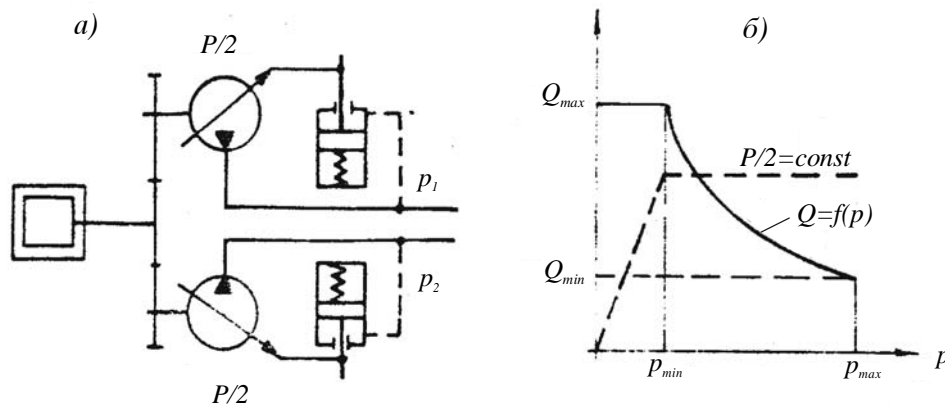 а)
P/2
p1
p2
P/2
б)
Qmax
P/2=const
Q=f(p)
Qmin
pmin
pmax
p